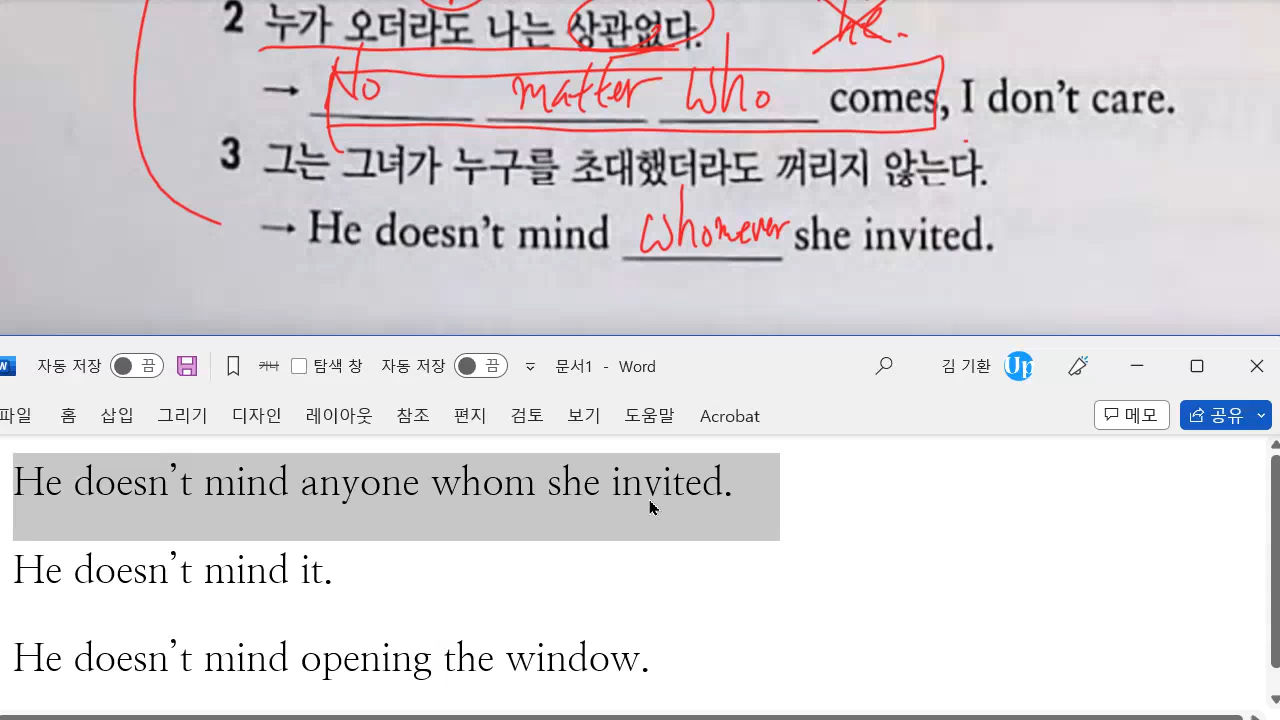 2 누가 오더라도 나는 상관없다. he.
→ No matter who comes, I don't care.
3 그는 그녀가 누구를 초대했더라도 꺼리지 않는다.
→ He doesn't mind whomever she invited.
자동 저장 끔 가나 탐색 창 자동 저장 끔 문서1 - Word 김 기환 Up
파일 홈 삽입 그리기 디자인 레이아웃 참조 편지 검토 보기 도움말 Acrobat 메모 공유
He doesn't mind anyone whom she invited.
He doesn't mind it.
He doesn't mind opening the window.